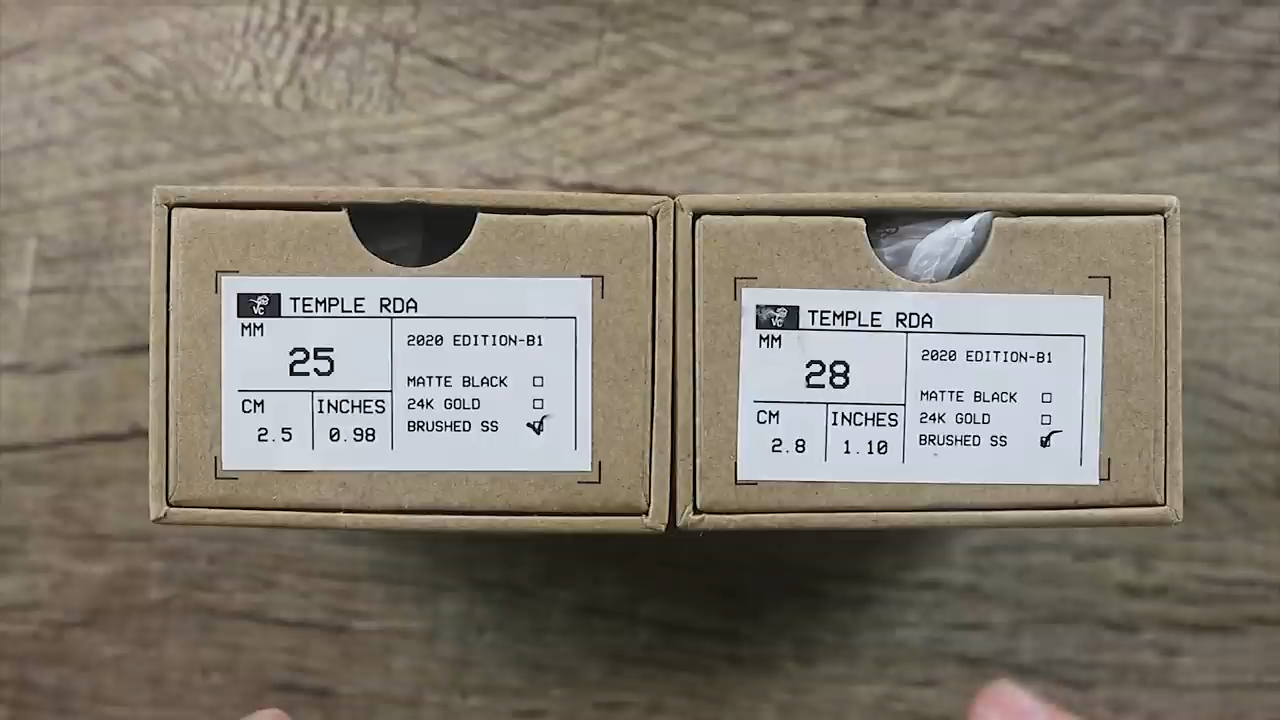 VC TEMPLE RDA
MM
25
CM
2.5
INCHES
0.98
2020 EDITION-B1
MATTE BLACK
24K GOLD
BRUSHED SS
VC TEMPLE RDA
MM
28
CM
2.8
INCHES
1.10
2020 EDITION-B1
MATTE BLACK
24K GOLD
BRUSHED SS